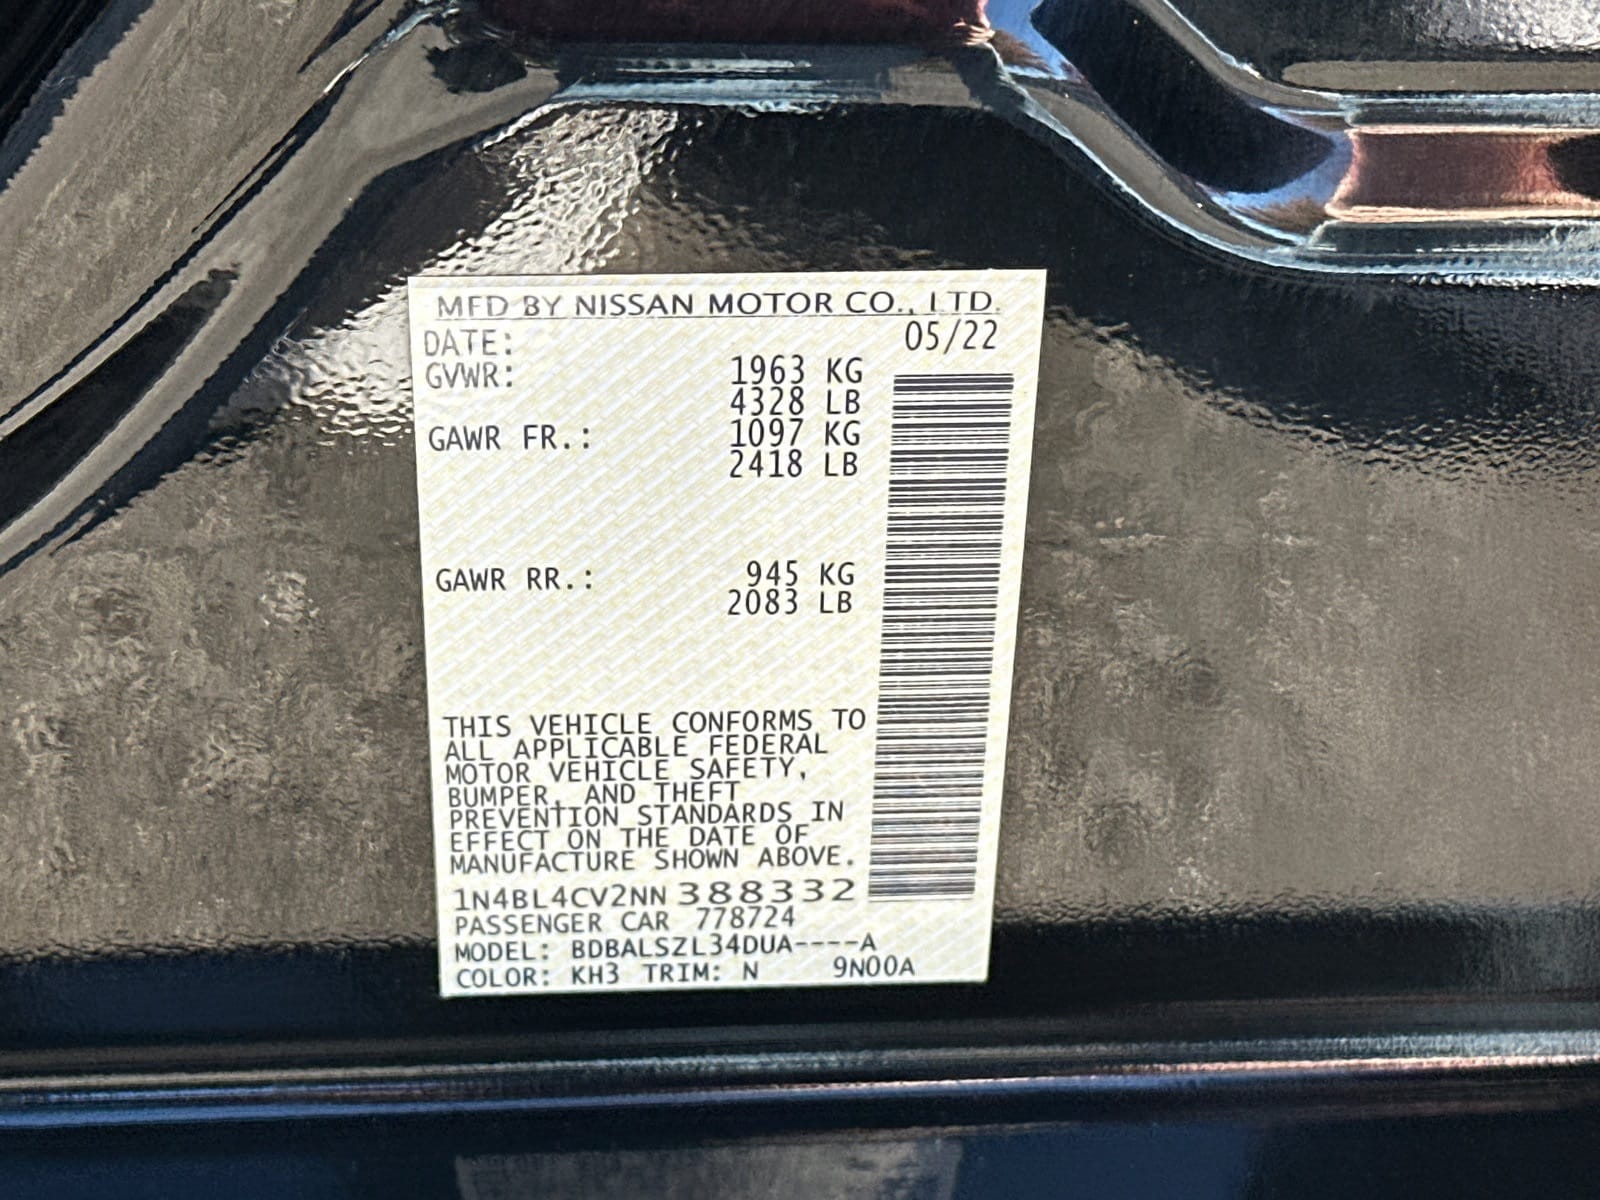 MFD BY NISSAN MOTOR CO., LTD.
DATE: 05/22
GVWR: 1963 KG
4328 LB
GAWR FR.: 1097 KG
2418 LB
GAWR RR.: 945 KG
2083 LB
THIS VEHICLE CONFORMS TO
ALL APPLICABLE FEDERAL
MOTOR VEHICLE SAFETY,
BUMPER, AND THEFT
PREVENTION STANDARDS IN
EFFECT ON THE DATE OF
MANUFACTURE SHOWN ABOVE.
1N4BL4CV2NN388332
PASSENGER CAR 778724
MODEL: BDBALSZL34DUA----A
COLOR: KH3 TRIM: N 9N00A